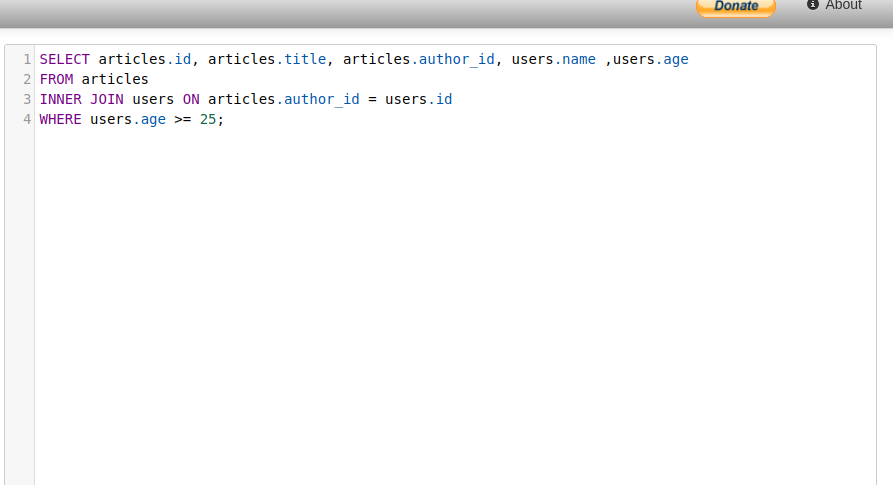 Donate
About
1 SELECT articles.id, articles.title, articles.author_id, users.name ,users.age
2 FROM articles
3 INNER JOIN users ON articles.author_id = users.id
4 WHERE users.age >= 25;